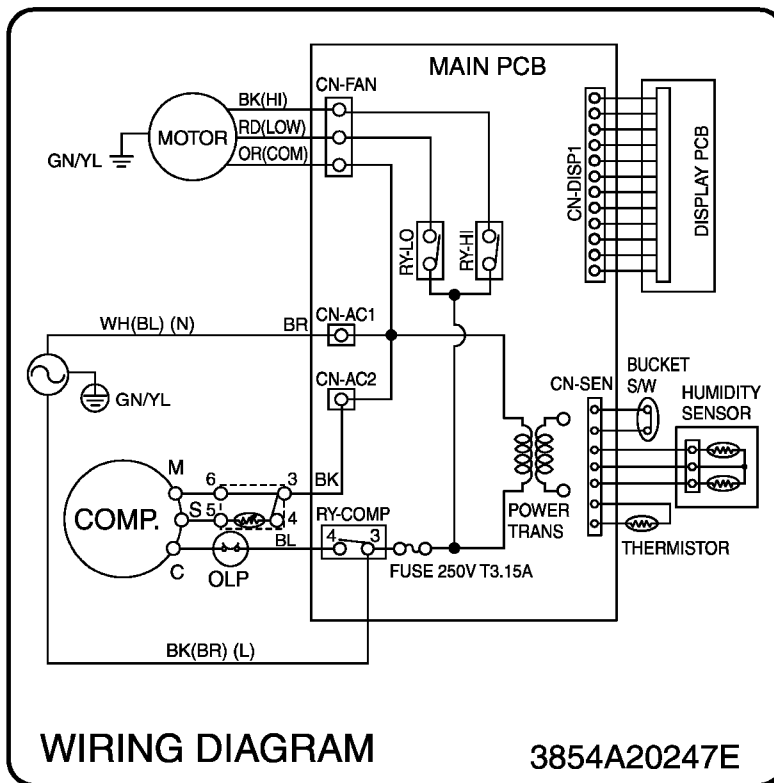 MAIN PCB
CN-FAN
BK(HI)
RD(LOW)
OR(COM)
MOTOR
GN/YL
RY-LO
RY-HI
CN-DISP1
DISPLAY PCB
WH(BL) (N)
BR
CN-AC1
CN-AC2
GN/YL
CN-SEN
BUCKET
S/W
HUMIDITY
SENSOR
M
6
3
BK
COMP.
S
5
4
RY-COMP
4
3
POWER
TRANS
THERMISTOR
BL
C
OLP
FUSE 250V T3.15A
BK(BR) (L)
WIRING DIAGRAM
3854A20247E